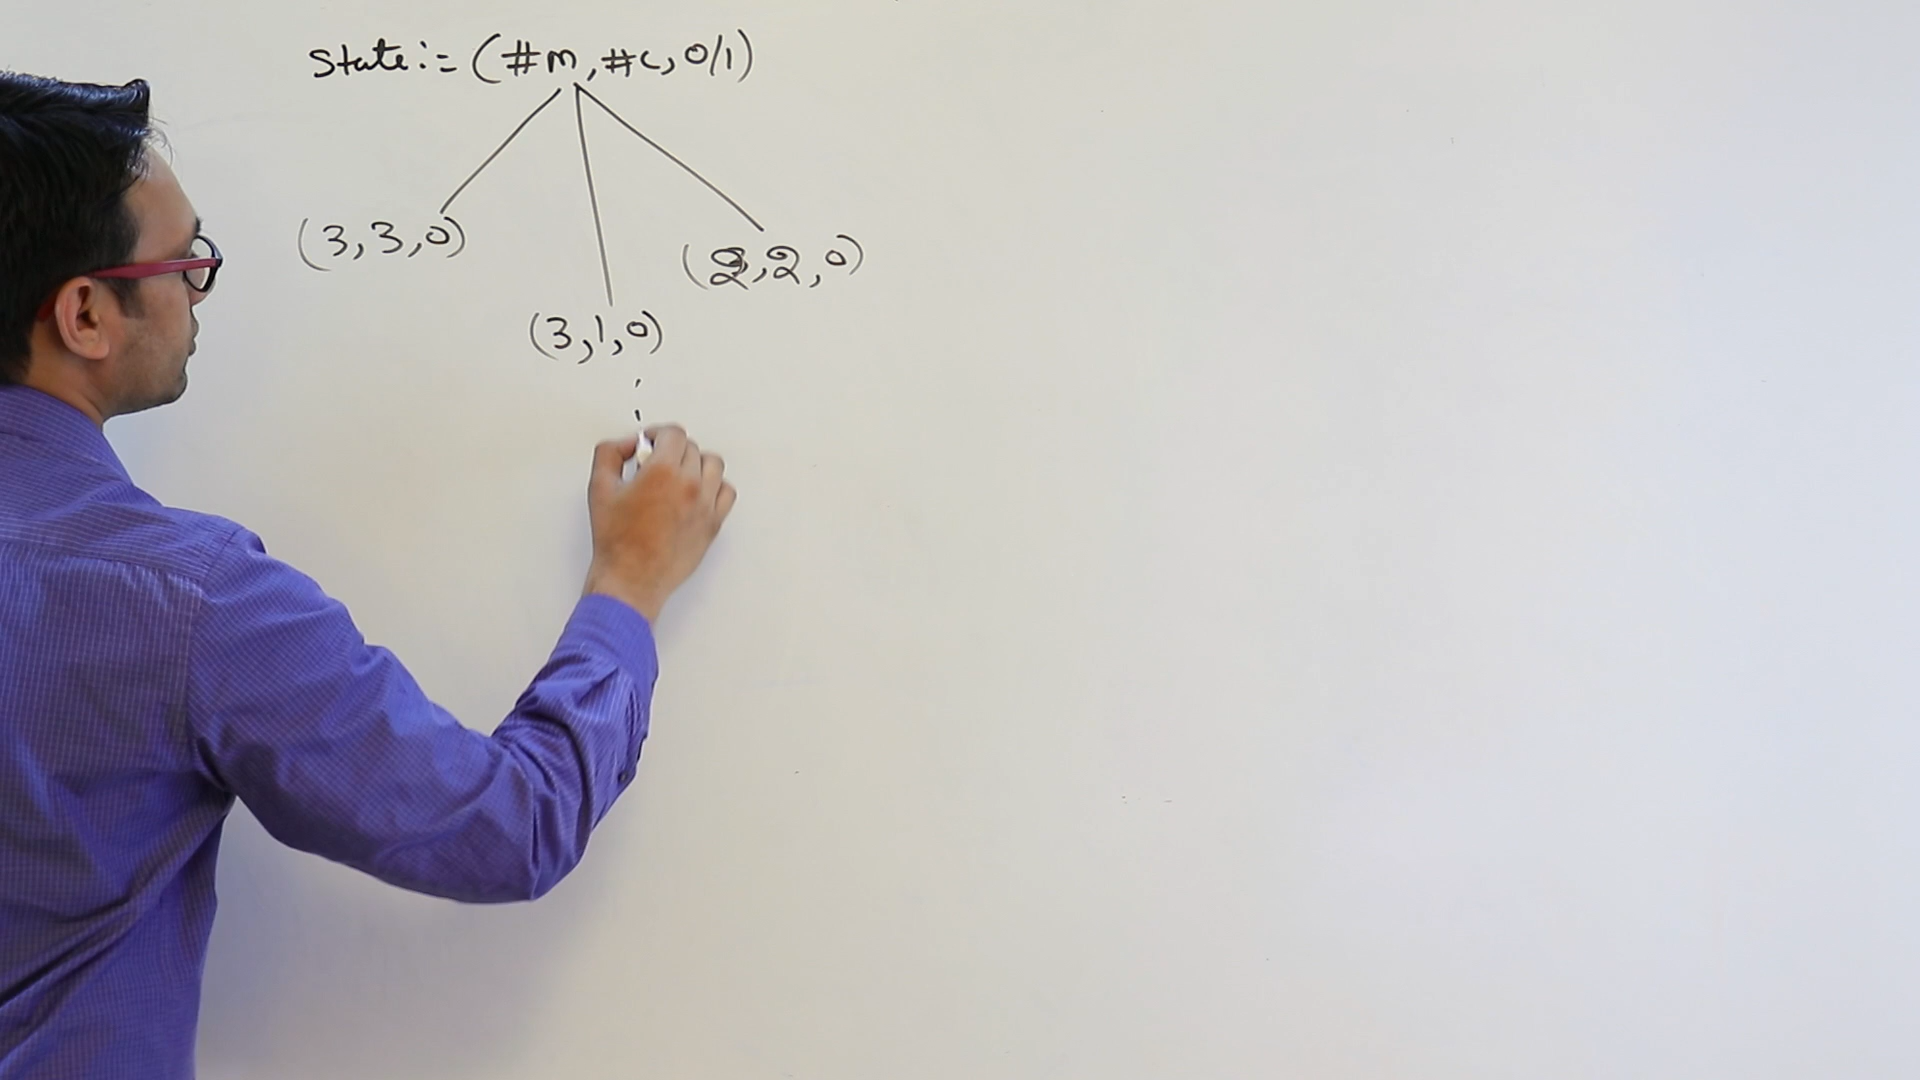 State := (#m, #c, 0/1)
(3,3,0)
(2,2,0)
(3,1,0)